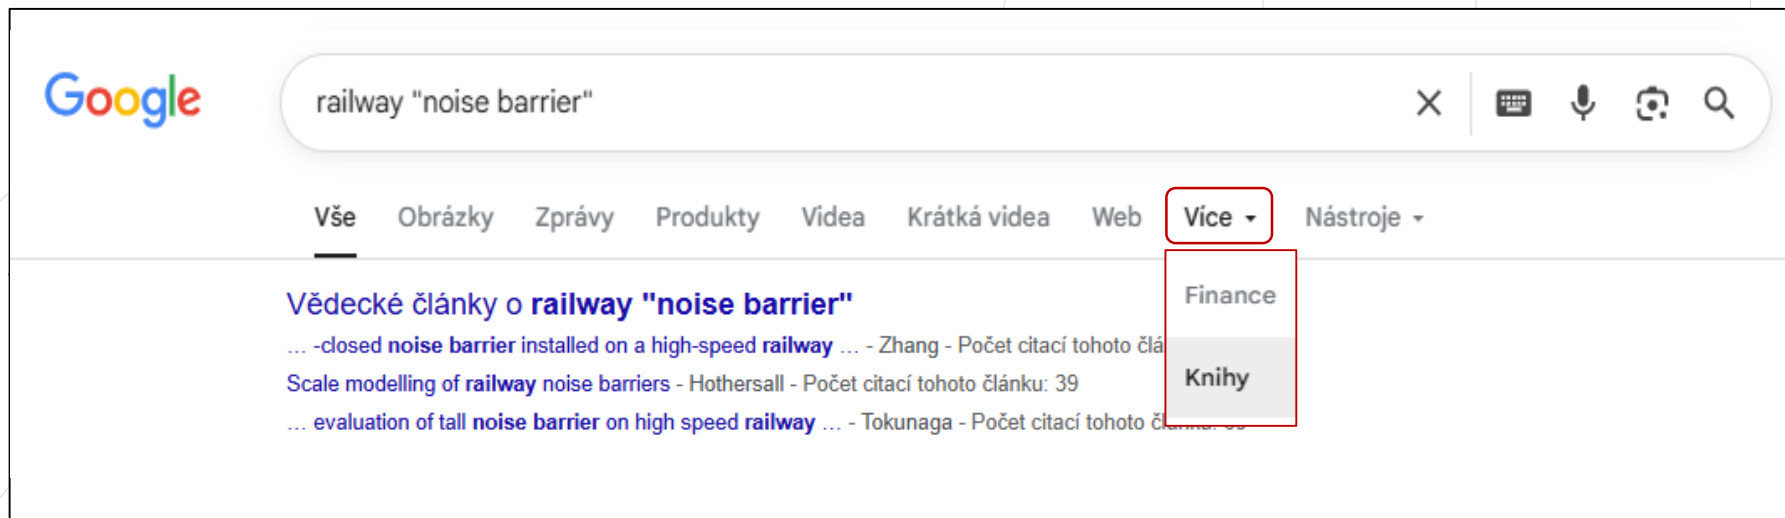 Google
railway "noise barrier"
Vše Obrázky Zprávy Produkty Videa Krátká videa Web Více Nástroje
Finance
Knihy
Vědecké články o railway "noise barrier"
… -closed noise barrier installed on a high-speed railway … - Zhang - Počet citací tohoto
Scale modelling of railway noise barriers - Hothersall - Počet citací tohoto článku: 39
… evaluation of tall noise barrier on high speed railway … - Tokunaga - Počet citací tohoto